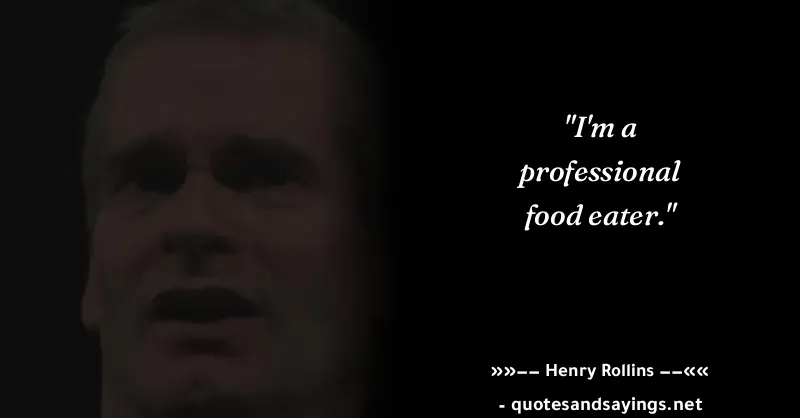 "I'm a
professional
food eater."
»»−− Henry Rollins −−««
- quotesandsayings.net